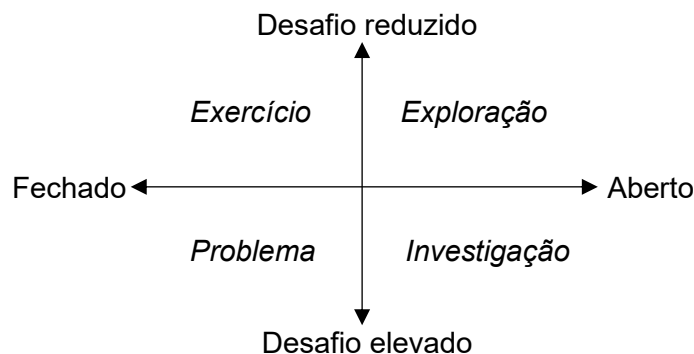 Desafio reduzido
Exercício Exploração
Fechado Aberto
Problema Investigação
Desafio elevado